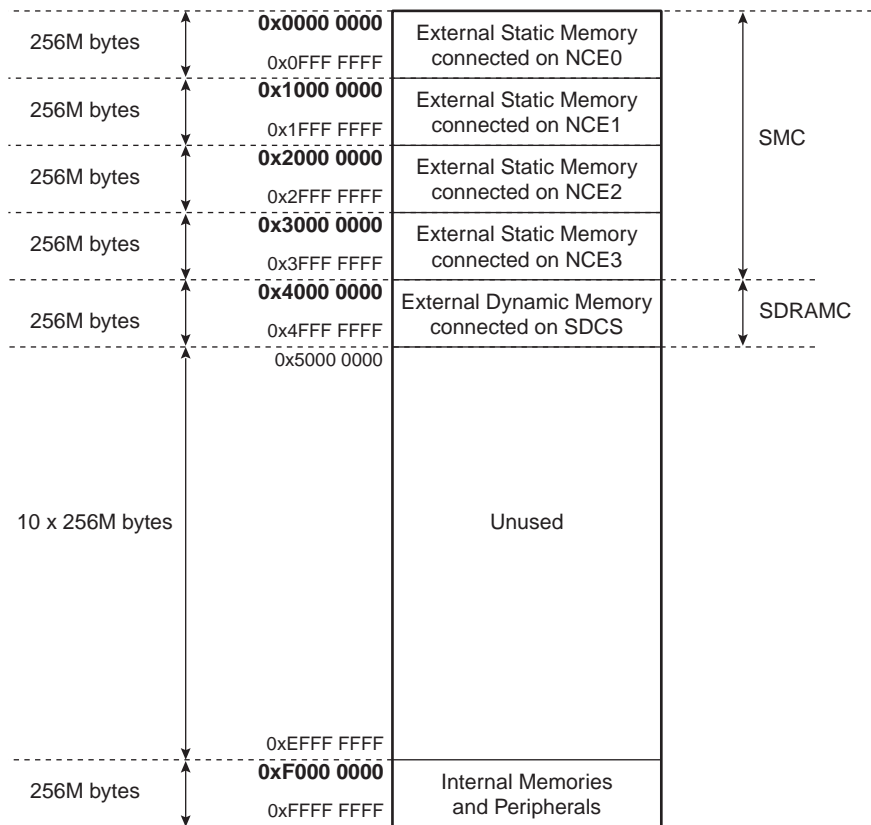 256M bytes
0x0000 0000
0x0FFF FFFF
External Static Memory
connected on NCE0
256M bytes
0x1000 0000
0x1FFF FFFF
External Static Memory
connected on NCE1
256M bytes
0x2000 0000
0x2FFF FFFF
External Static Memory
connected on NCE2
256M bytes
0x3000 0000
0x3FFF FFFF
External Static Memory
connected on NCE3
SMC
256M bytes
0x4000 0000
0x4FFF FFFF
External Dynamic Memory
connected on SDCS
SDRAMC
0x5000 0000
10 x 256M bytes
Unused
0xEFFF FFFF
256M bytes
0xF000 0000
0xFFFF FFFF
Internal Memories
and Peripherals